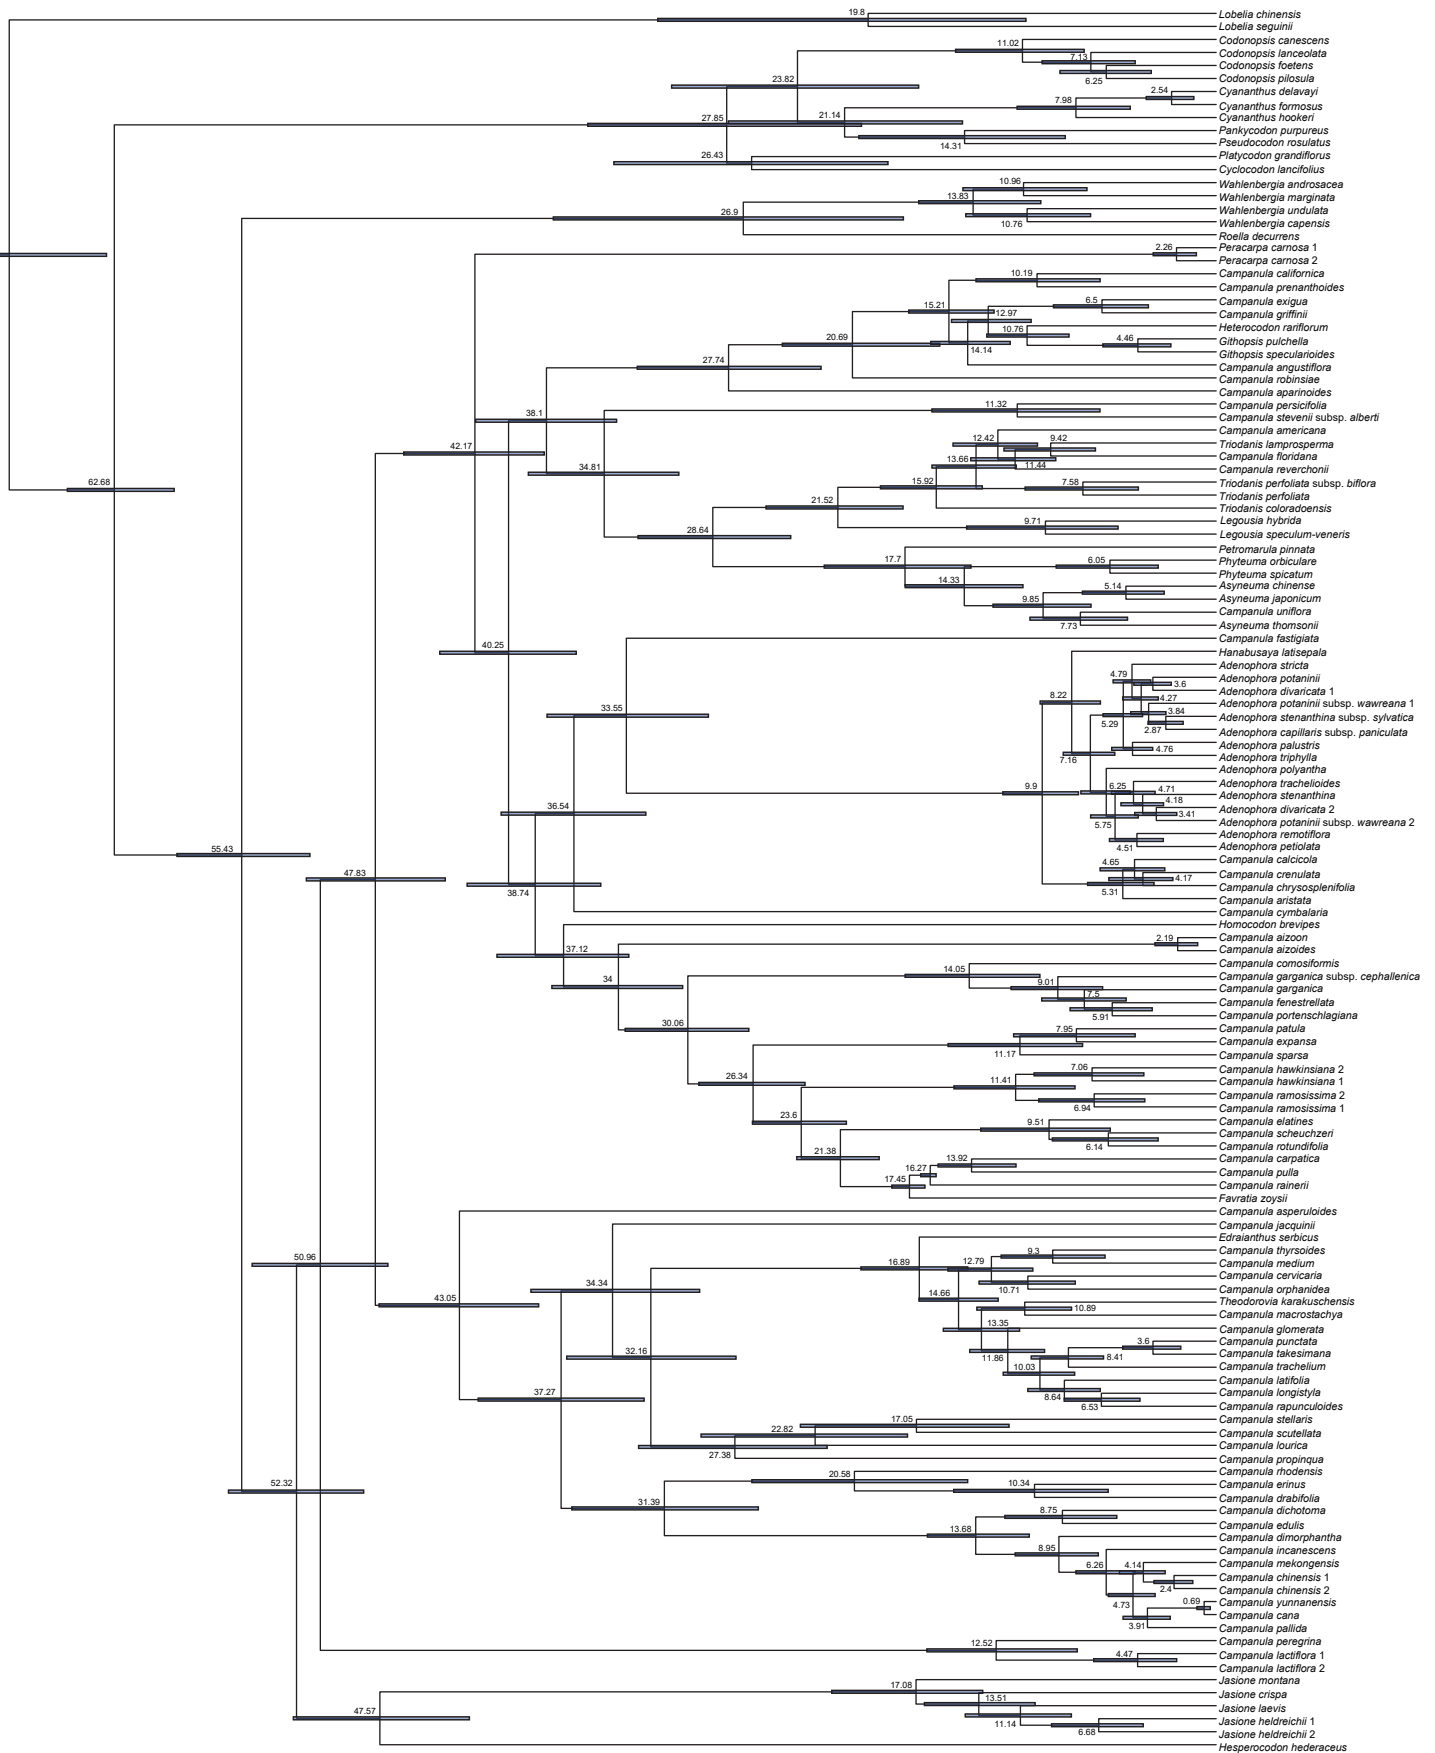 19.8
Lobelia chinensis
Lobelia seguinii
Codonopsis canescens
11.02
Codonopsis lanceolata
7.13
Codonopsis foetens
6.25
Codonopsis pilosula
23.82
Cyananthus delavayi
2.54
Cyananthus formosus
7.98
Cyananthus hookeri
27.85
21.14
Pankycodon purpureus
14.31
Pseudocodon rosulatus
26.43
Platycodon grandiflorus
Cyclocodon lancifolius
10.96
Wahlenbergia androsacea
13.83
Wahlenbergia marginata
Wahlenbergia undulata
10.76
Wahlenbergia capensis
26.9
Roella decurrens
2.26
Peracarpa carnosa 1
Peracarpa carnosa 2
10.19
Campanula californica
Campanula prenanthoides
6.5
Campanula exigua
15.21
12.97
Campanula griffinii
10.76
Heterocodon rariflorum
20.69
4.46
Githopsis pulchella
14.14
Githopsis specularioides
27.74
Campanula angustiflora
Campanula robinsiae
Campanula aparinoides
38.1
11.32
Campanula persicifolia
Campanula stevenii subsp. alberti
Campanula americana
12.42
9.42
Triodanis lamprosperma
42.17
13.66
11.44
Campanula floridana
34.81
Campanula reverchonii
15.92
7.58
Triodanis perfoliata subsp. biflora
62.68
Triodanis perfoliata
21.52
Triodanis coloradoensis
9.71
Legousia hybrida
28.64
Legousia speculum-veneris
17.7
Petromarula pinnata
6.05
Phyteuma orbiculare
Phyteuma spicatum
14.33
5.14
Asyneuma chinense
9.85
Asyneuma japonicum
Campanula uniflora
7.73
Asyneuma thomsonii
40.25
Campanula fastigiata
Hanabusaya latisepala
Adenophora stricta
4.79
3.6
Adenophora potaninii
8.22
4.27
Adenophora divaricata 1
33.55
3.84
Adenophora potaninii subsp. wawreana 1
5.29
2.87
Adenophora stenanthina subsp. sylvatica
Adenophora capillaris subsp. paniculata
7.16
4.76
Adenophora palustris
Adenophora triphylla
Adenophora polyantha
9.9
6.25
4.71
Adenophora trachelioides
36.54
4.18
Adenophora stenanthina
5.75
3.41
Adenophora divaricata 2
Adenophora potaninii subsp. wawreana 2
4.51
Adenophora remotiflora
Adenophora petiolata
55.43
4.65
Campanula calcicola
47.83
4.17
Campanula crenulata
38.74
5.31
Campanula chrysosplenifolia
Campanula aristata
Campanula cymbalaria
Homocodon brevipes
2.19
Campanula aizoon
37.12
Campanula aizoides
14.05
Campanula comosiformis
34
9.01
Campanula garganica subsp. cephallenica
7.5
Campanula garganica
5.91
Campanula fenestrellata
30.06
Campanula portenschlagiana
7.95
Campanula patula
11.17
Campanula expansa
Campanula sparsa
26.34
7.06
Campanula hawkinsiana 2
11.41
Campanula hawkinsiana 1
6.94
Campanula ramosissima 2
23.6
Campanula ramosissima 1
9.51
Campanula elatines
6.14
Campanula scheuchzeri
21.38
Campanula rotundifolia
13.92
Campanula carpatica
16.27
Campanula pulla
17.45
Campanula rainerii
Favratia zoysii
Campanula asperuloides
Campanula jacquinii
Edraianthus serbicus
50.96
16.89
12.79
9.3
Campanula thyrsoides
Campanula medium
34.34
10.71
Campanula cervicaria
14.66
Campanula orphanidea
43.05
10.89
Theodorovia karakuschensis
Campanula macrostachya
13.35
Campanula glomerata
32.16
11.86
3.6
Campanula punctata
8.41
Campanula takesimana
10.03
Campanula trachelium
37.27
8.64
Campanula latifolia
6.53
Campanula longistyla
Campanula rapunculoides
17.05
Campanula stellaris
22.82
Campanula scutellata
27.38
Campanula lourica
Campanula propinqua
52.32
20.58
Campanula rhodensis
10.34
Campanula erinus
31.39
Campanula drabifolia
8.75
Campanula dichotoma
13.68
Campanula edulis
8.95
Campanula dimorphantha
6.26
4.14
Campanula incanescens
Campanula mekongensis
2.4
Campanula chinensis 1
4.73
Campanula chinensis 2
0.69
Campanula yunnanensis
3.91
Campanula cana
Campanula pallida
12.52
Campanula peregrina
4.47
Campanula lactiflora 1
Campanula lactiflora 2
17.08
Jasione montana
13.51
Jasione crispa
47.57
11.14
Jasione laevis
6.68
Jasione heldreichii 1
Jasione heldreichii 2
Hesperocodon hederaceus